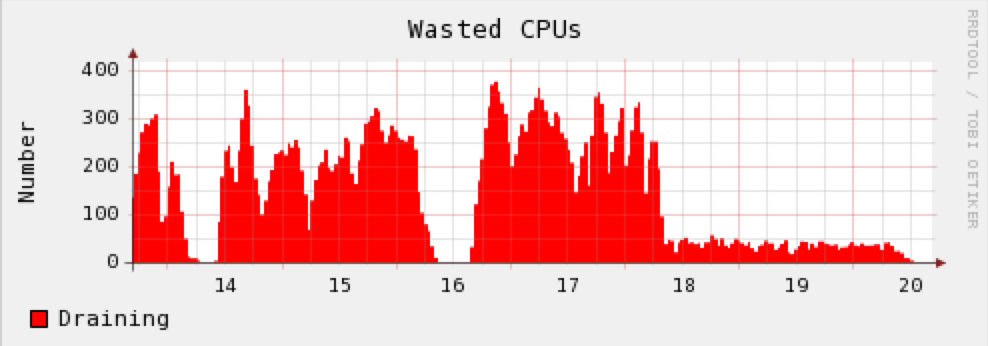 Wasted CPUs
RRDTOOL / TOBI OETIKER
Number
400
300
200
100
0
14 15 16 17 18 19 20
Draining